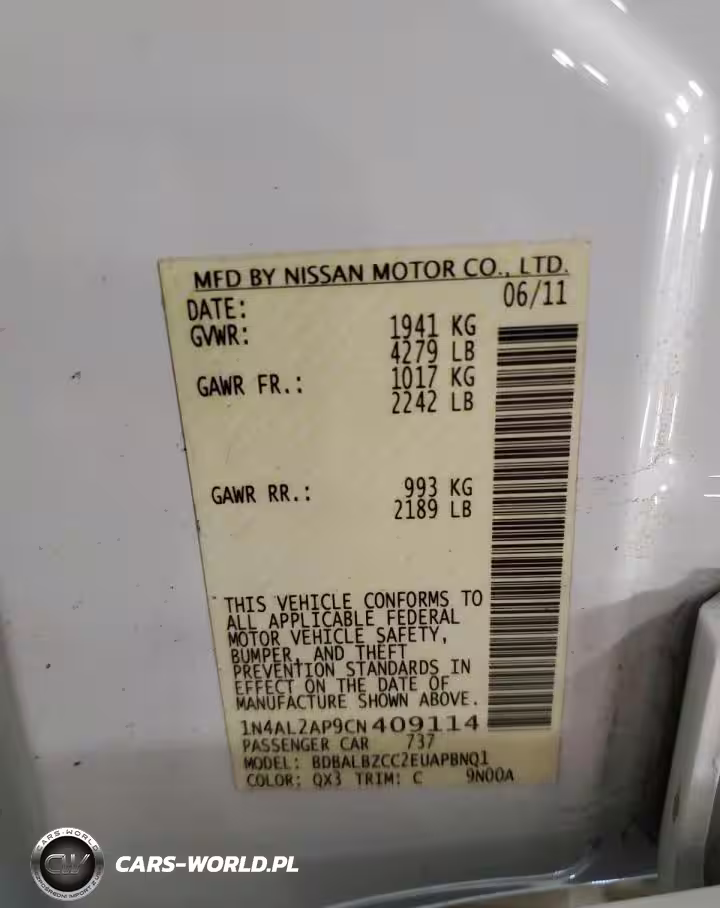 MFD BY NISSAN MOTOR CO., LTD.
DATE: 06/11
GVWR: 1941 KG
4279 LB
GAWR FR.: 1017 KG
2242 LB
GAWR RR.: 993 KG
2189 LB
THIS VEHICLE CONFORMS TO
ALL APPLICABLE FEDERAL
MOTOR VEHICLE SAFETY,
BUMPER, AND THEFT
PREVENTION STANDARDS IN
EFFECT ON THE DATE OF
MANUFACTURE SHOWN ABOVE.
1N4AL2AP9CN409114
PASSENGER CAR 737
MODEL: BDBALBZCC2EUAPBNQ1
COLOR: QX3 TRIM: C 9N00A
CARS-WORLD
CW
CARS-WORLD.PL